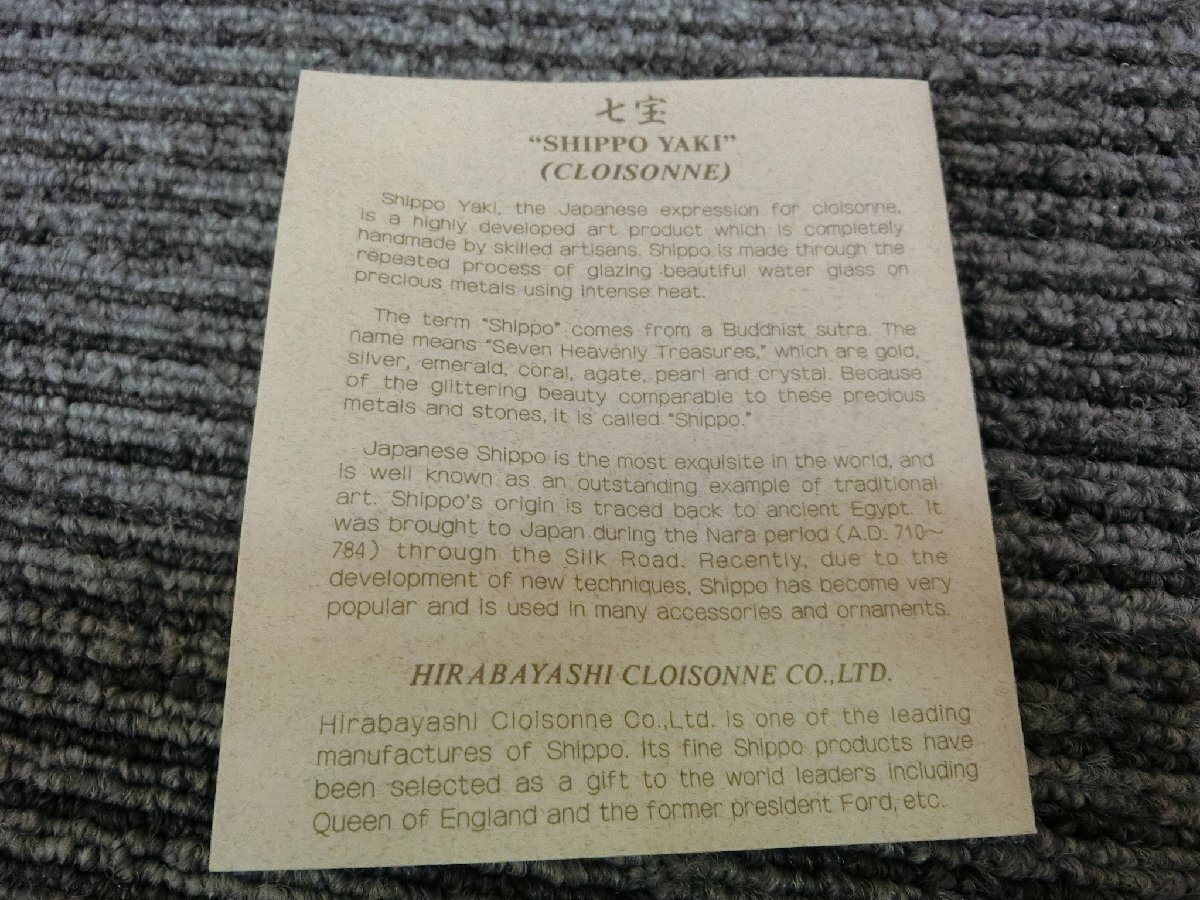 七宝
“SHIPPO YAKI”
(CLOISONNE)
Shippo Yaki, the Japanese expression for cloisonne,
is a highly developed art product which is completely
handmade by skilled artisans. Shippo is made through the
repeated process of glazing beautiful water glass on
precious metals using intense heat.
The term “Shippo” comes from a Buddhist sutra. The
name means “Seven Heavenly Treasures,” which are gold,
silver, emerald, coral, agate, pearl and crystal. Because
of the glittering beauty comparable to these precious
metals and stones, it is called “Shippo.”
Japanese Shippo is the most exquisite in the world, and
is well known as an outstanding example of traditional
art. Shippo's origin is traced back to ancient Egypt. It
was brought to Japan during the Nara period (A.D. 710～
784) through the Silk Road. Recently, due to the
development of new techniques, Shippo has become very
popular and is used in many accessories and ornaments.
HIRABAYASHI CLOISONNE CO.,LTD.
Hirabayashi Cloisonne Co.,Ltd. is one of the leading
manufactures of Shippo. Its fine Shippo products have
been selected as a gift to the world leaders including
Queen of England and the former president Ford, etc.